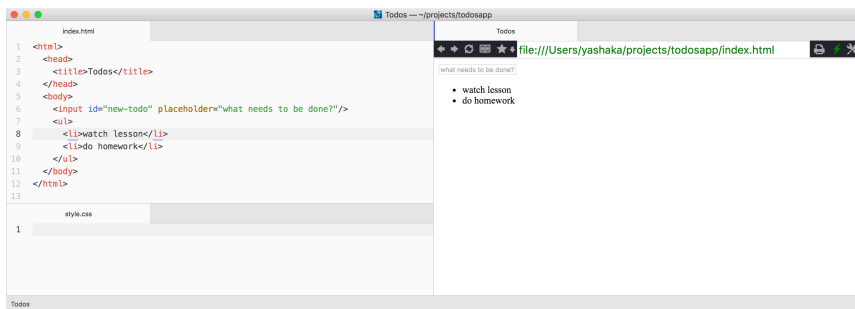 Todos — ~/projects/todosapp
index.html
1 <html>
2 <head>
3 <title>Todos</title>
4 </head>
5 <body>
6 <input id="new-todo" placeholder="what needs to be done?"/>
7 <ul>
8 <li>watch lesson</li>
9 <li>do homework</li>
10 </ul>
11 </body>
12 </html>
13
style.css
1
Todos
file:///Users/yashaka/projects/todosapp/index.html
what needs to be done?
• watch lesson
• do homework
Todos